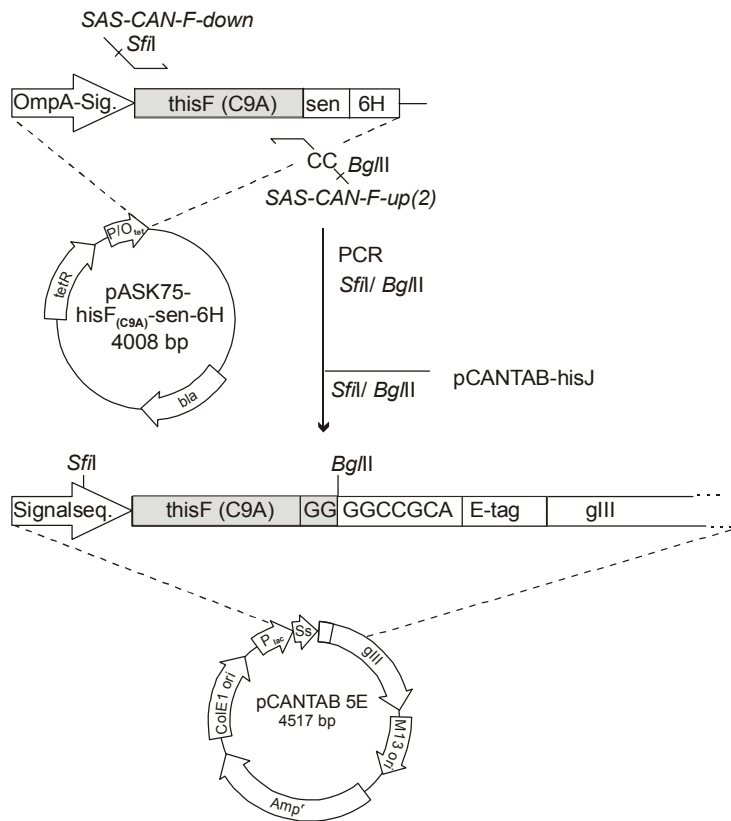 SAS-CAN-F-down
SfiI
OmpA-Sig. thisF (C9A) sen 6H
CC BglII
SAS-CAN-F-up(2)
P/Otet
tetR
pASK75-
hisF(C9A)-sen-6H
4008 bp
bla
PCR
SfiI/ BglII
SfiI/ BglII
pCANTAB-hisJ
SfiI
BglII
Signalseq. thisF (C9A) GG GGCCGCA E-tag gIII
Plac
Ss
gIII
ColE1 ori
pCANTAB 5E
4517 bp
M13 ori
Ampr